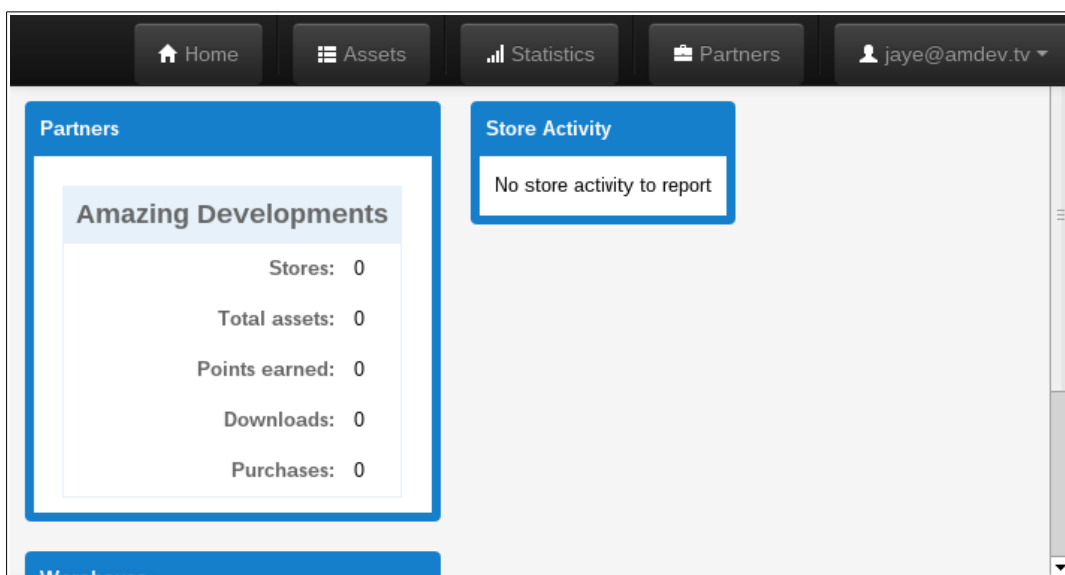 Home Assets Statistics Partners jaye@amdev.tv
Partners
Amazing Developments
Stores: 0
Total assets: 0
Points earned: 0
Downloads: 0
Purchases: 0
Store Activity
No store activity to report